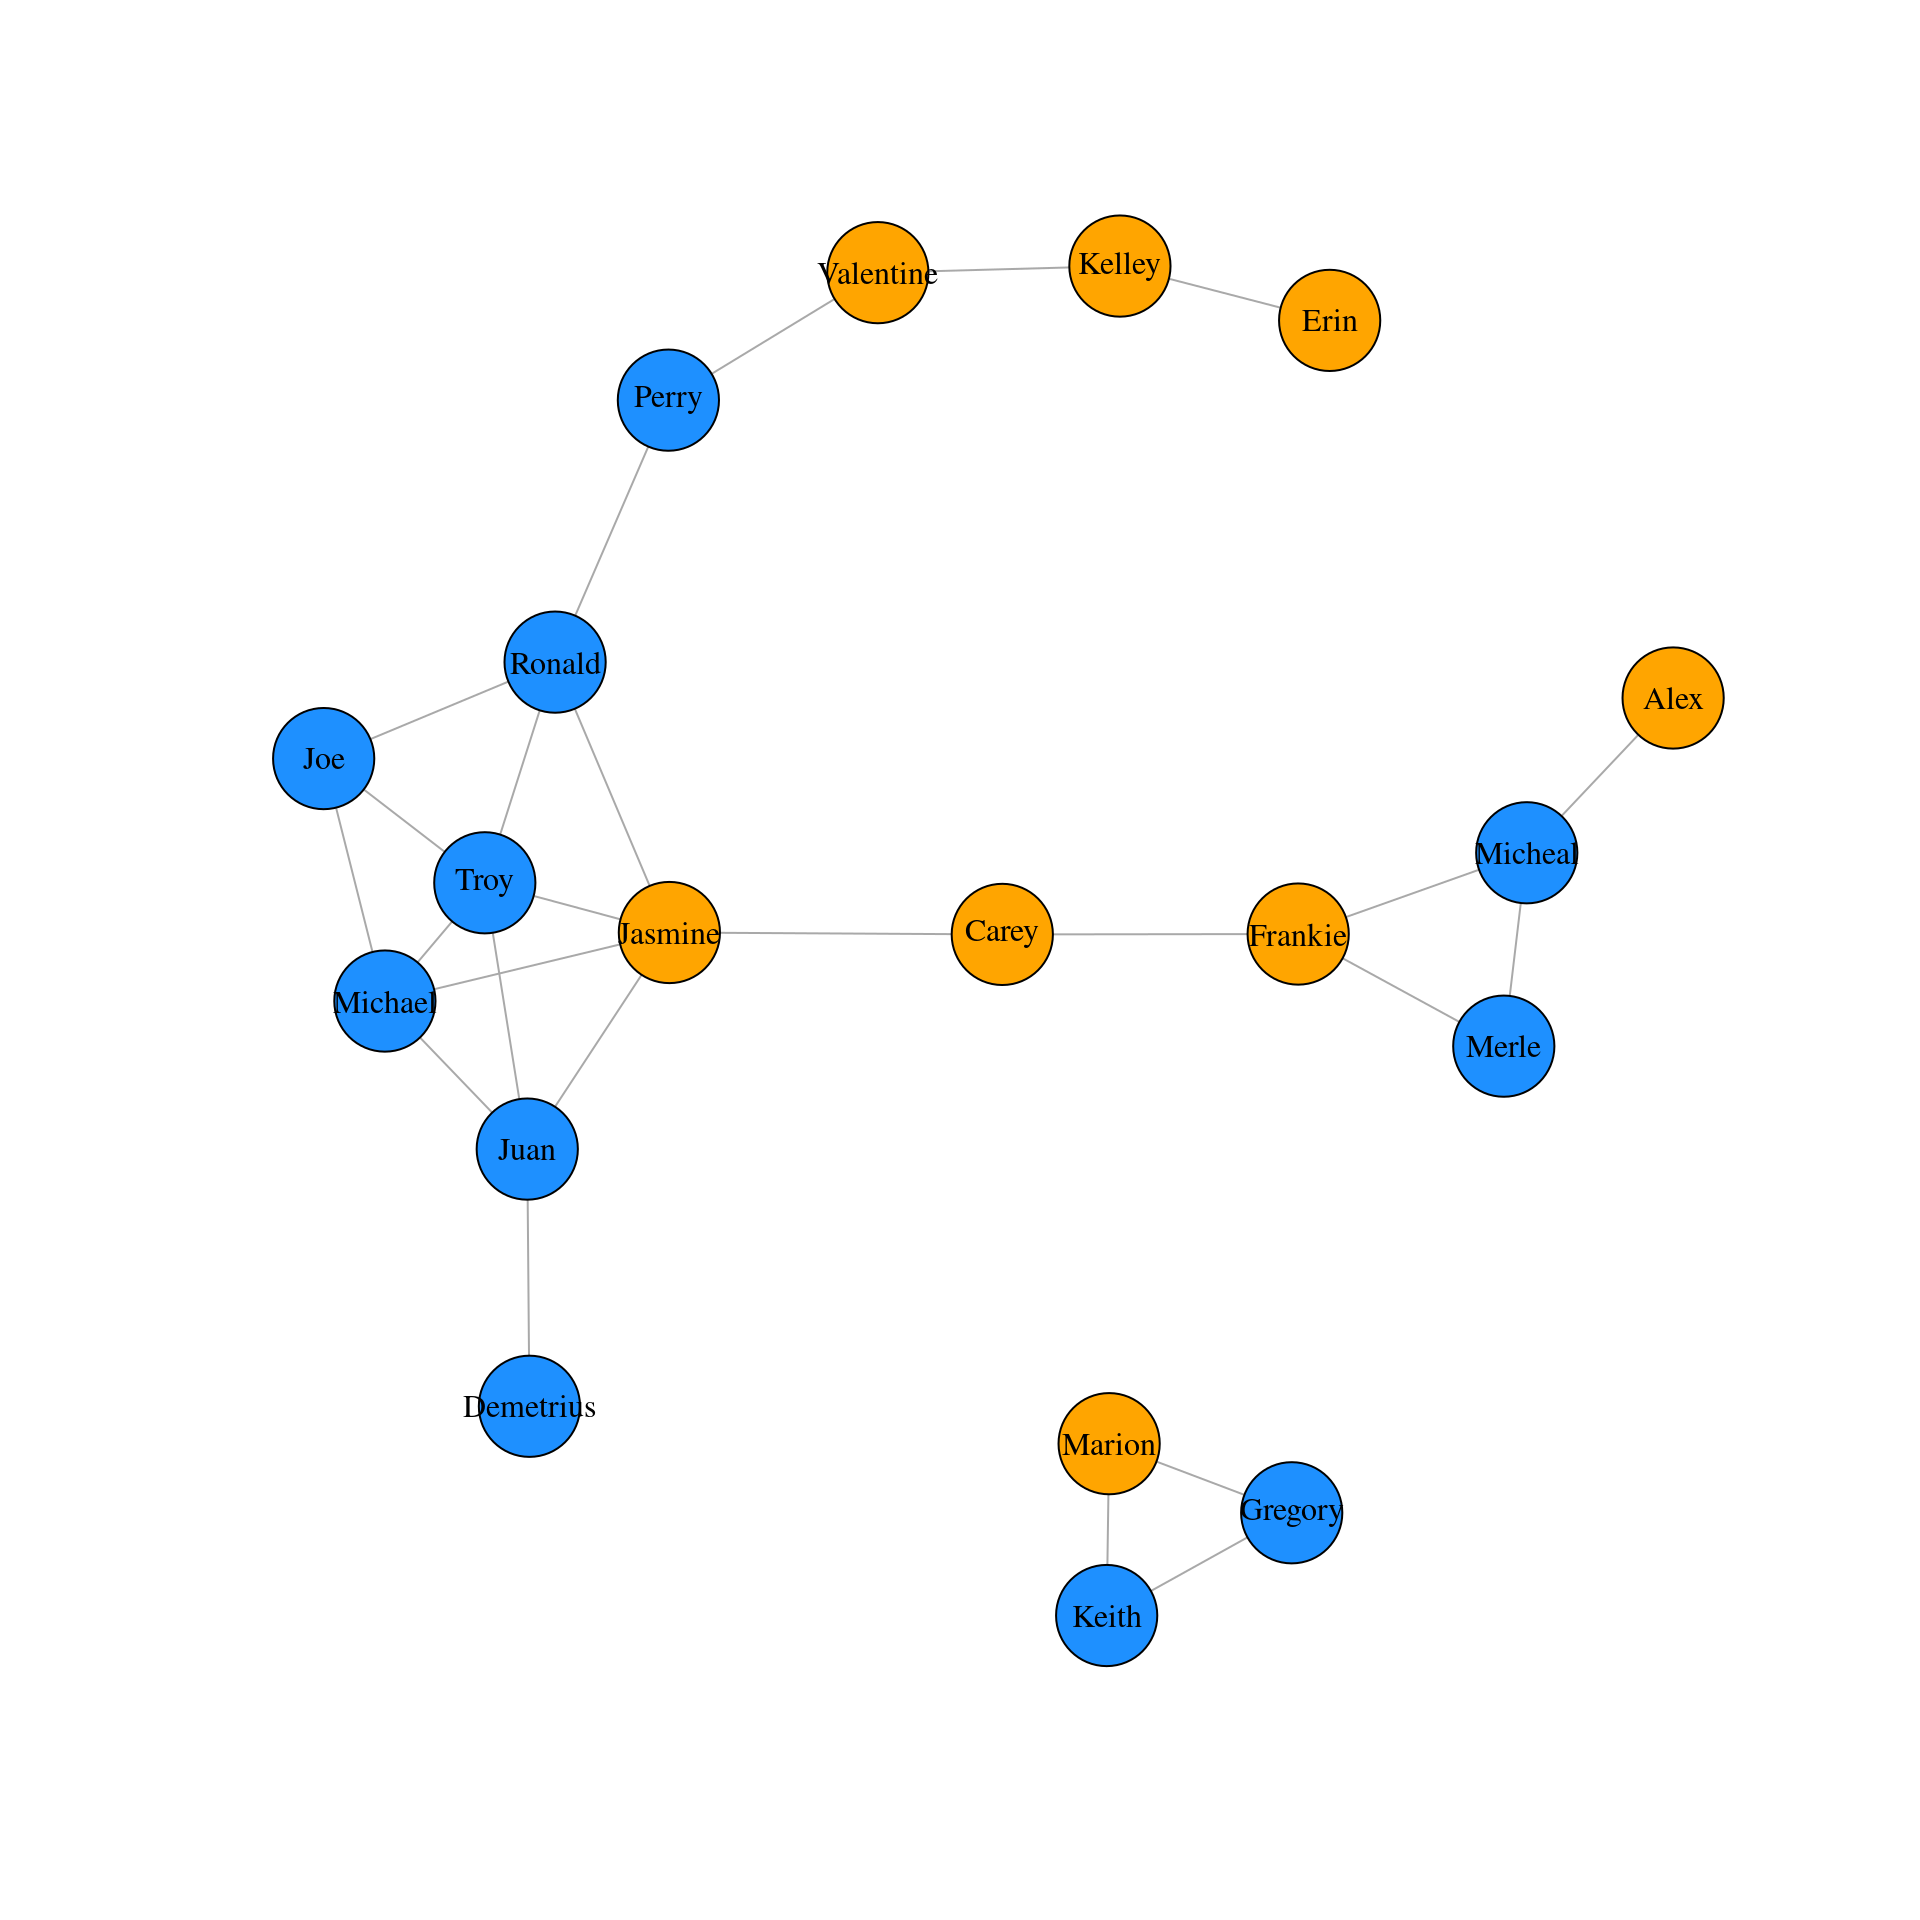 Valentine
Kelley
Erin
Perry
Ronald
Alex
Joe
Micheal
Troy
Jasmine
Carey
Frankie
Michael
Merle
Juan
Demetrius
Marion
Gregory
Keith